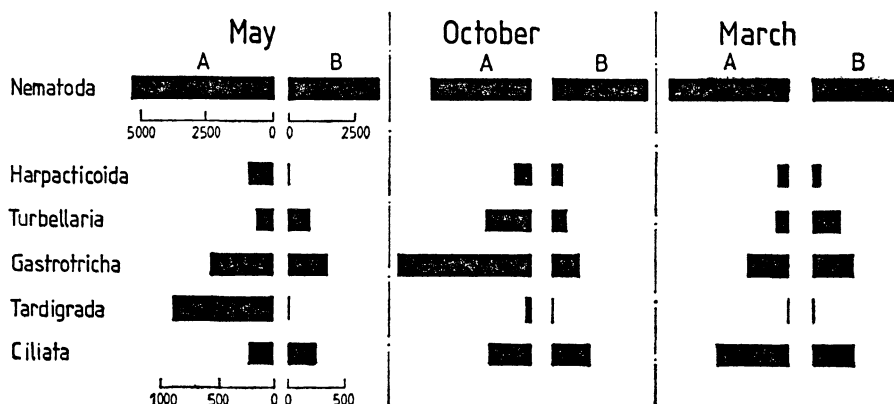 May October March
A B A B A B
Nematoda
5000 2500 0 0 2500
Harpacticoida
Turbellaria
Gastrotricha
Tardigrada
Ciliata
1000 500 0 0 500